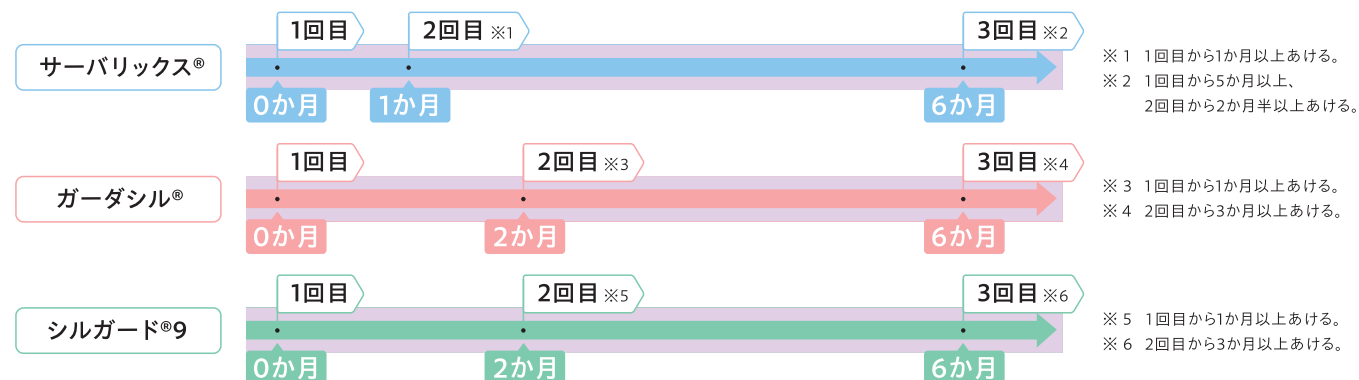 1回目
2回目 ※1
3回目 ※2
サーバリックス®
0か月
1か月
6か月
※ 1 1回目から1か月以上あける。
※ 2 1回目から5か月以上、
2回目から2か月半以上あける。
1回目
2回目 ※3
3回目 ※4
ガーダシル®
0か月
2か月
6か月
※ 3 1回目から1か月以上あける。
※ 4 2回目から3か月以上あける。
1回目
2回目 ※5
3回目 ※6
シルガード®9
0か月
2か月
6か月
※ 5 1回目から1か月以上あける。
※ 6 2回目から3か月以上あける。